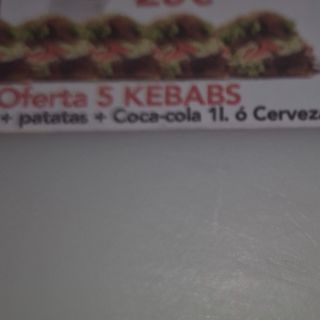 Oferta 5 KEBABS
+ patatas + Coca-cola 1l. ó Cerveza